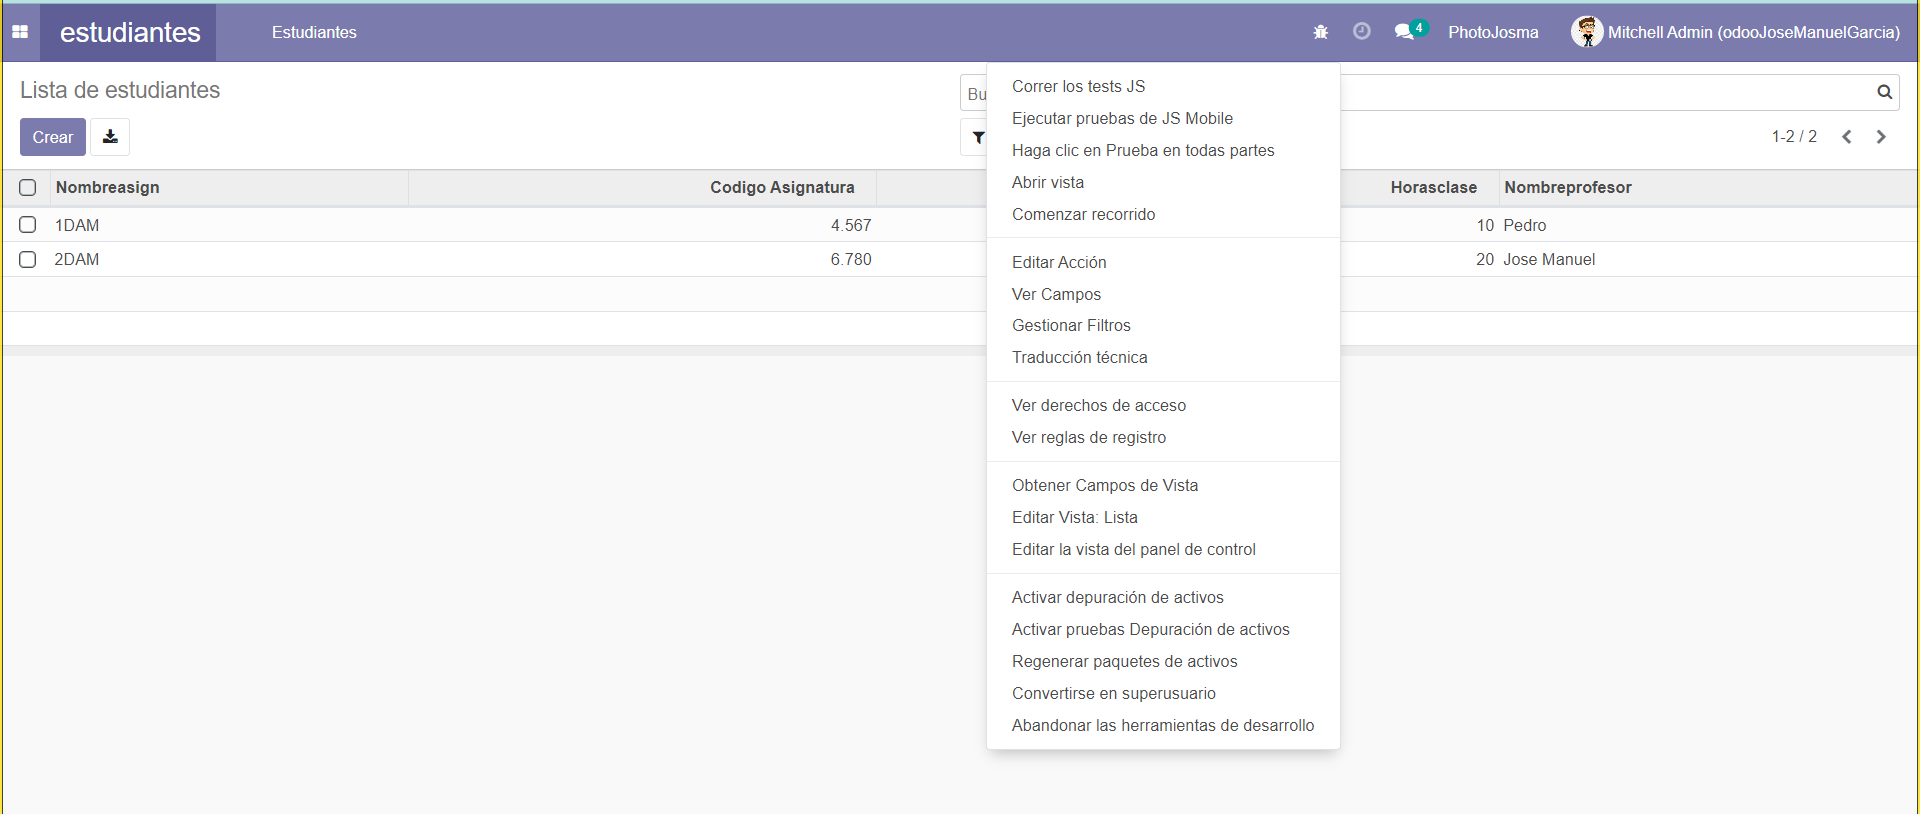 estudiantes
Estudiantes
4
PhotoJosma
Mitchell Admin (odooJoseManuelGarcia)
Lista de estudiantes
Bu
Crear
1-2 / 2
Nombreasign
Codigo Asignatura
Horasclase
Nombreprofesor
1DAM
4.567
10
Pedro
2DAM
6.780
20
Jose Manuel
Correr los tests JS
Ejecutar pruebas de JS Mobile
Haga clic en Prueba en todas partes
Abrir vista
Comenzar recorrido
Editar Acción
Ver Campos
Gestionar Filtros
Traducción técnica
Ver derechos de acceso
Ver reglas de registro
Obtener Campos de Vista
Editar Vista: Lista
Editar la vista del panel de control
Activar depuración de activos
Activar pruebas Depuración de activos
Regenerar paquetes de activos
Convertirse en superusuario
Abandonar las herramientas de desarrollo